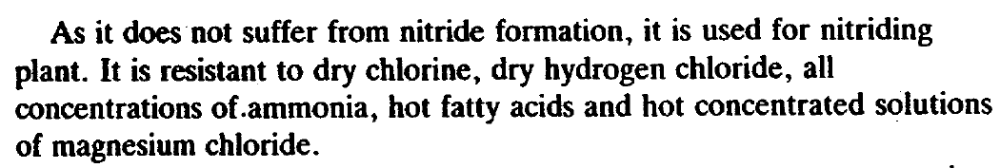 As it does not suffer from nitride formation, it is used for nitriding
plant. It is resistant to dry chlorine, dry hydrogen chloride, all
concentrations of.ammonia, hot fatty acids and hot concentrated solutions
of magnesium chloride.